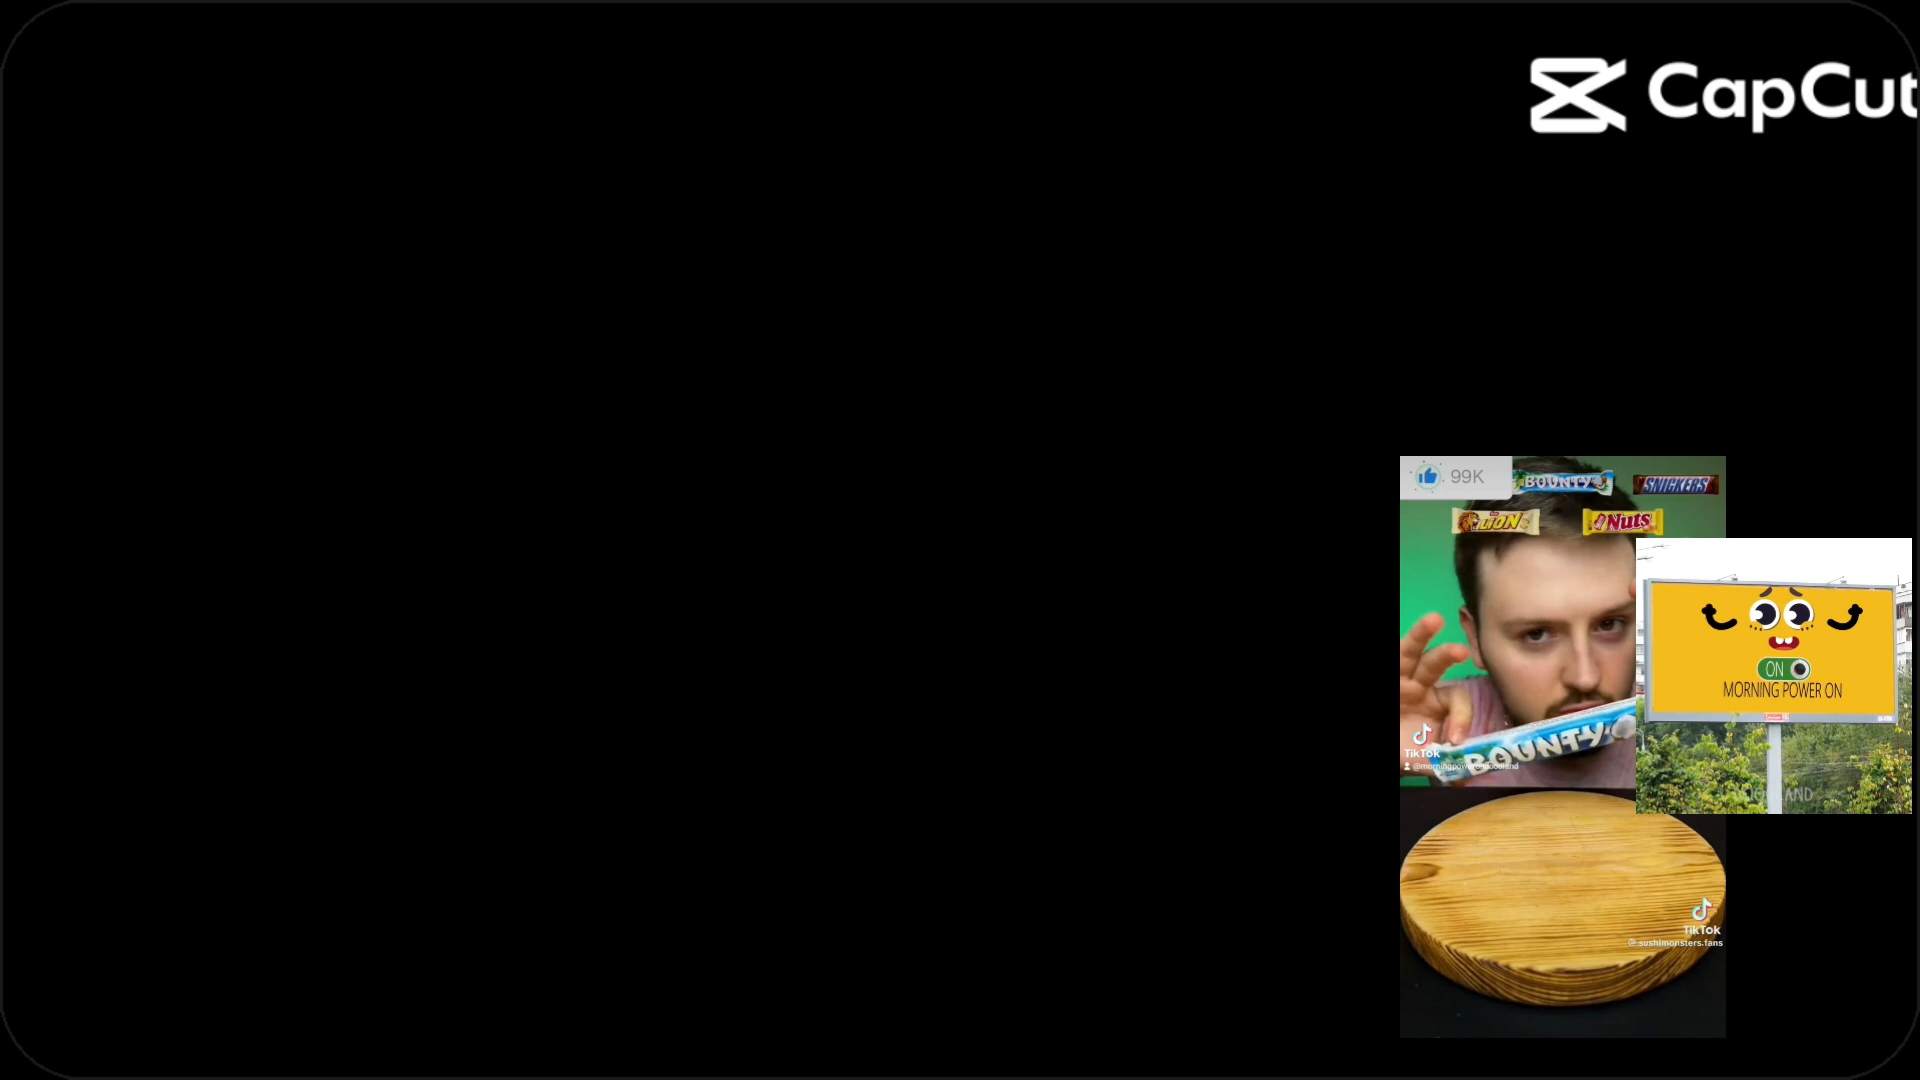 CapCut
99K
BOUNTY
SNICKERS
LION
Nuts
ON
MORNING POWER ON
BOUNTY
TikTok
TikTok
@ sushimonsters.fans